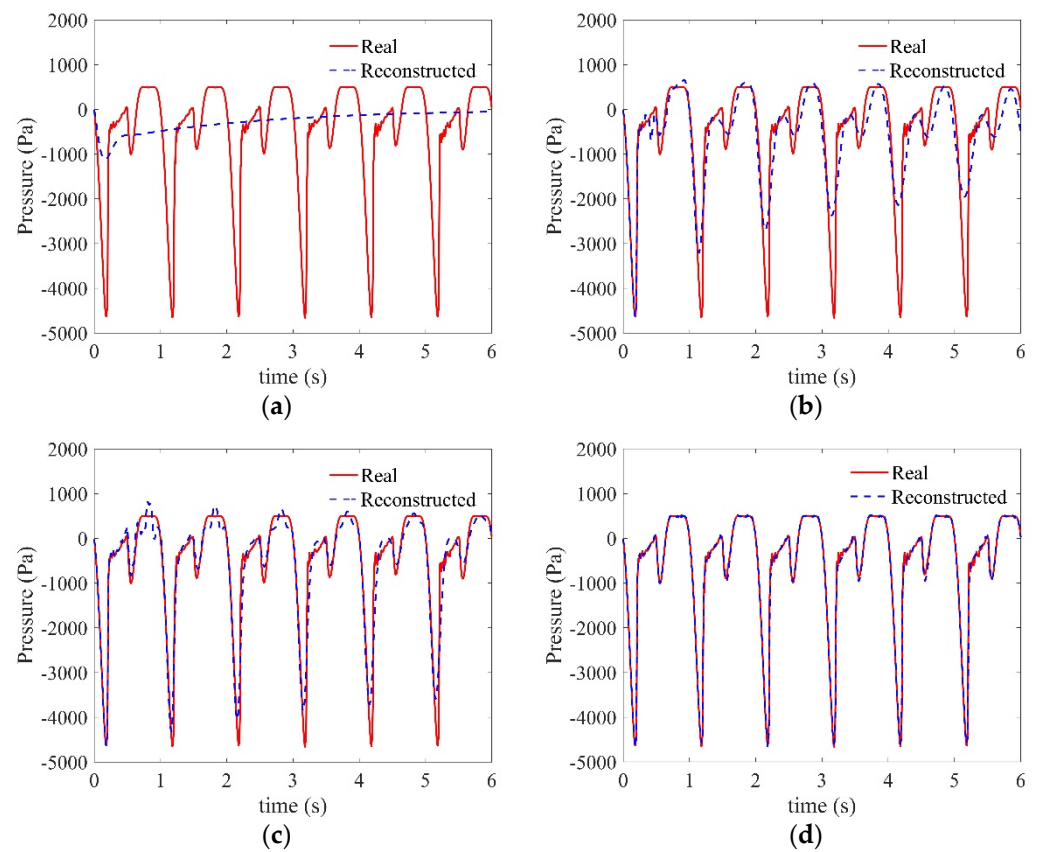 2000
1000
0
-1000
-2000
-3000
-4000
-5000
Pressure (Pa)
Real
Reconstructed
0 1 2 3 4 5 6
time (s)
(a)
2000
1000
0
-1000
-2000
-3000
-4000
-5000
Pressure (Pa)
Real
Reconstructed
0 1 2 3 4 5 6
time (s)
(b)
2000
1000
0
-1000
-2000
-3000
-4000
-5000
Pressure (Pa)
Real
Reconstructed
0 1 2 3 4 5 6
time (s)
(c)
2000
1000
0
-1000
-2000
-3000
-4000
-5000
Pressure (Pa)
Real
Reconstructed
0 1 2 3 4 5 6
time (s)
(d)